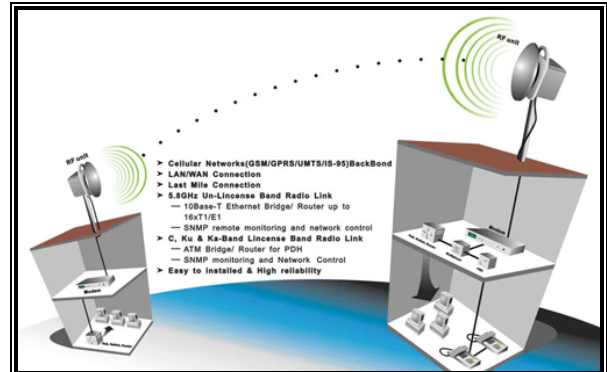 RF unit
RF unit
➤ Cellular Networks(GSM/GPRS/UMTS/IS-95)BackBond
➤ LAN/WAN Connection
➤ Last Mile Connection
➤ 5.8GHz Un-Lincense Band Radio Link
— 10Base-T Ethernet Bridge/ Router up to
16xT1/E1
— SNMP remote monitoring and network control
➤ C, Ku & Ka-Band Lincense Band Radio Link
— ATM Bridge/ Router for PDH
— SNMP monitoring and Network Control
➤ Easy to installed & High reliability
Modem
Modem
Hub, Switch, Router